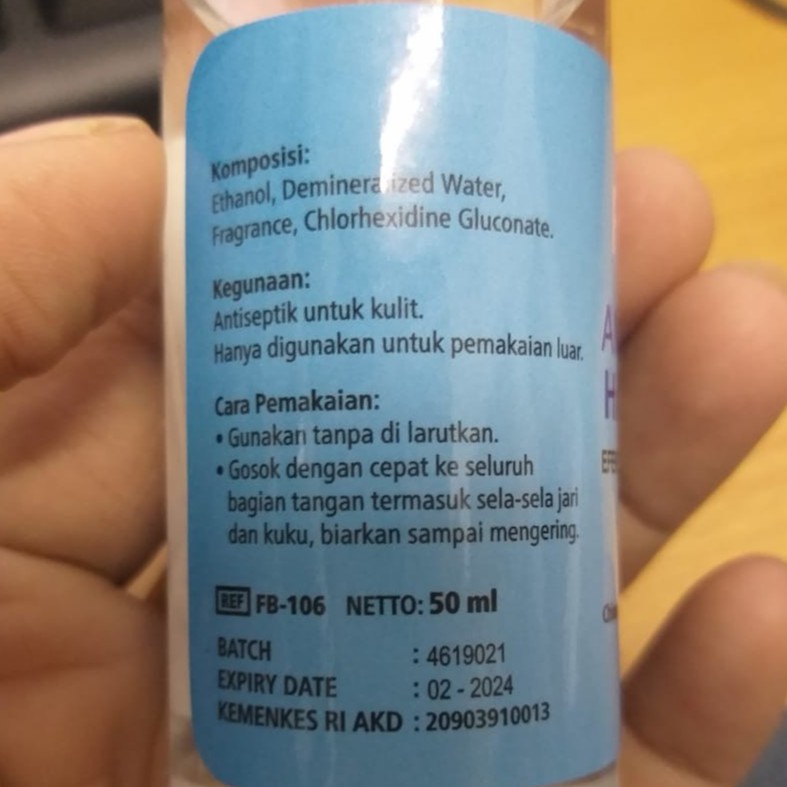 Komposisi:
Ethanol, Demineralized Water,
Fragrance, Chlorhexidine Gluconate.
Kegunaan:
Antiseptik untuk kulit.
Hanya digunakan untuk pemakaian luar.
Cara Pemakaian:
• Gunakan tanpa di larutkan.
• Gosok dengan cepat ke seluruh
bagian tangan termasuk sela-sela jari
dan kuku, biarkan sampai mengering.
REF FB-106 NETTO: 50 ml
BATCH : 4619021
EXPIRY DATE : 02 - 2024
KEMENKES RI AKD : 20903910013